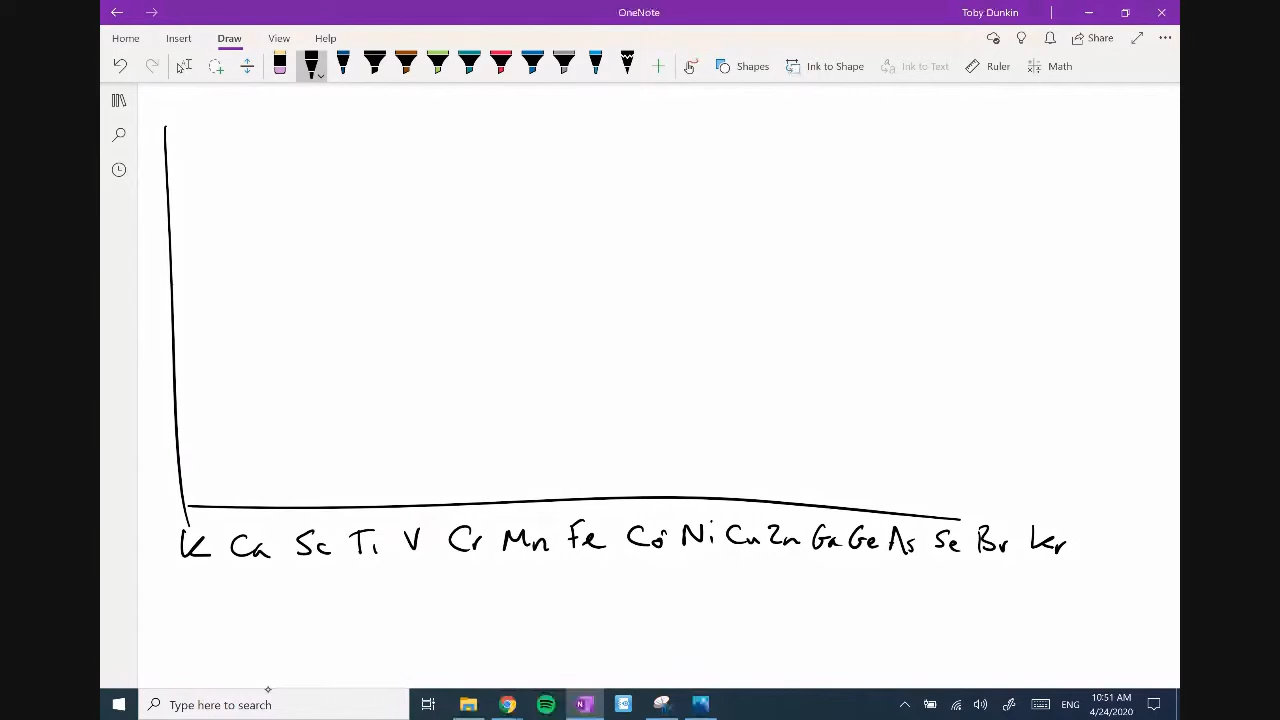 OneNote
Toby Dunkin
Home Insert Draw View Help
Share
Shapes Ink to Shape Ink to Text Ruler Math
K Ca Sc Ti V Cr Mn Fe Co Ni Cu Zn Ga Ge As Se Br Kr
Type here to search
ENG
10:51 AM
4/24/2020